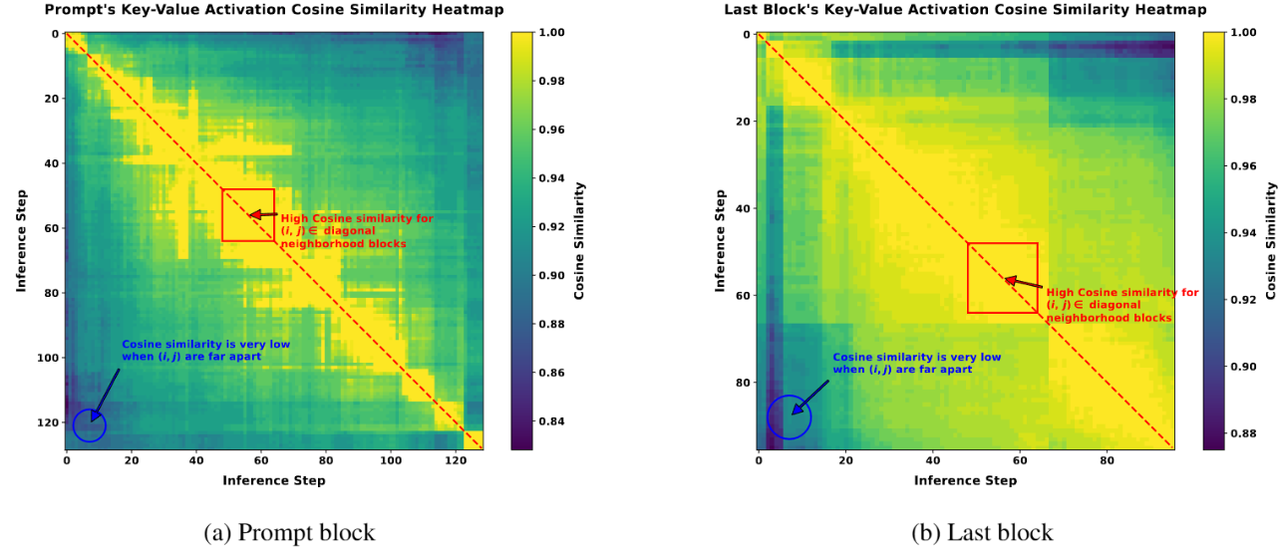 Prompt's Key-Value Activation Cosine Similarity Heatmap
0
20
40
60
80
100
120
Inference Step
0
20
40
60
80
100
120
Inference Step
High Cosine similarity for
(i, j) ∈ diagonal
neighborhood blocks
Cosine similarity is very low
when (i, j) are far apart
1.00
0.98
0.96
0.94
0.92
0.90
0.88
0.86
0.84
Cosine Similarity
(a) Prompt block
Last Block's Key-Value Activation Cosine Similarity Heatmap
0
20
40
60
80
Inference Step
0
20
40
60
80
Inference Step
High Cosine similarity for
(i, j) ∈ diagonal
neighborhood blocks
Cosine similarity is very low
when (i, j) are far apart
1.00
0.98
0.96
0.94
0.92
0.90
0.88
Cosine Similarity
(b) Last block